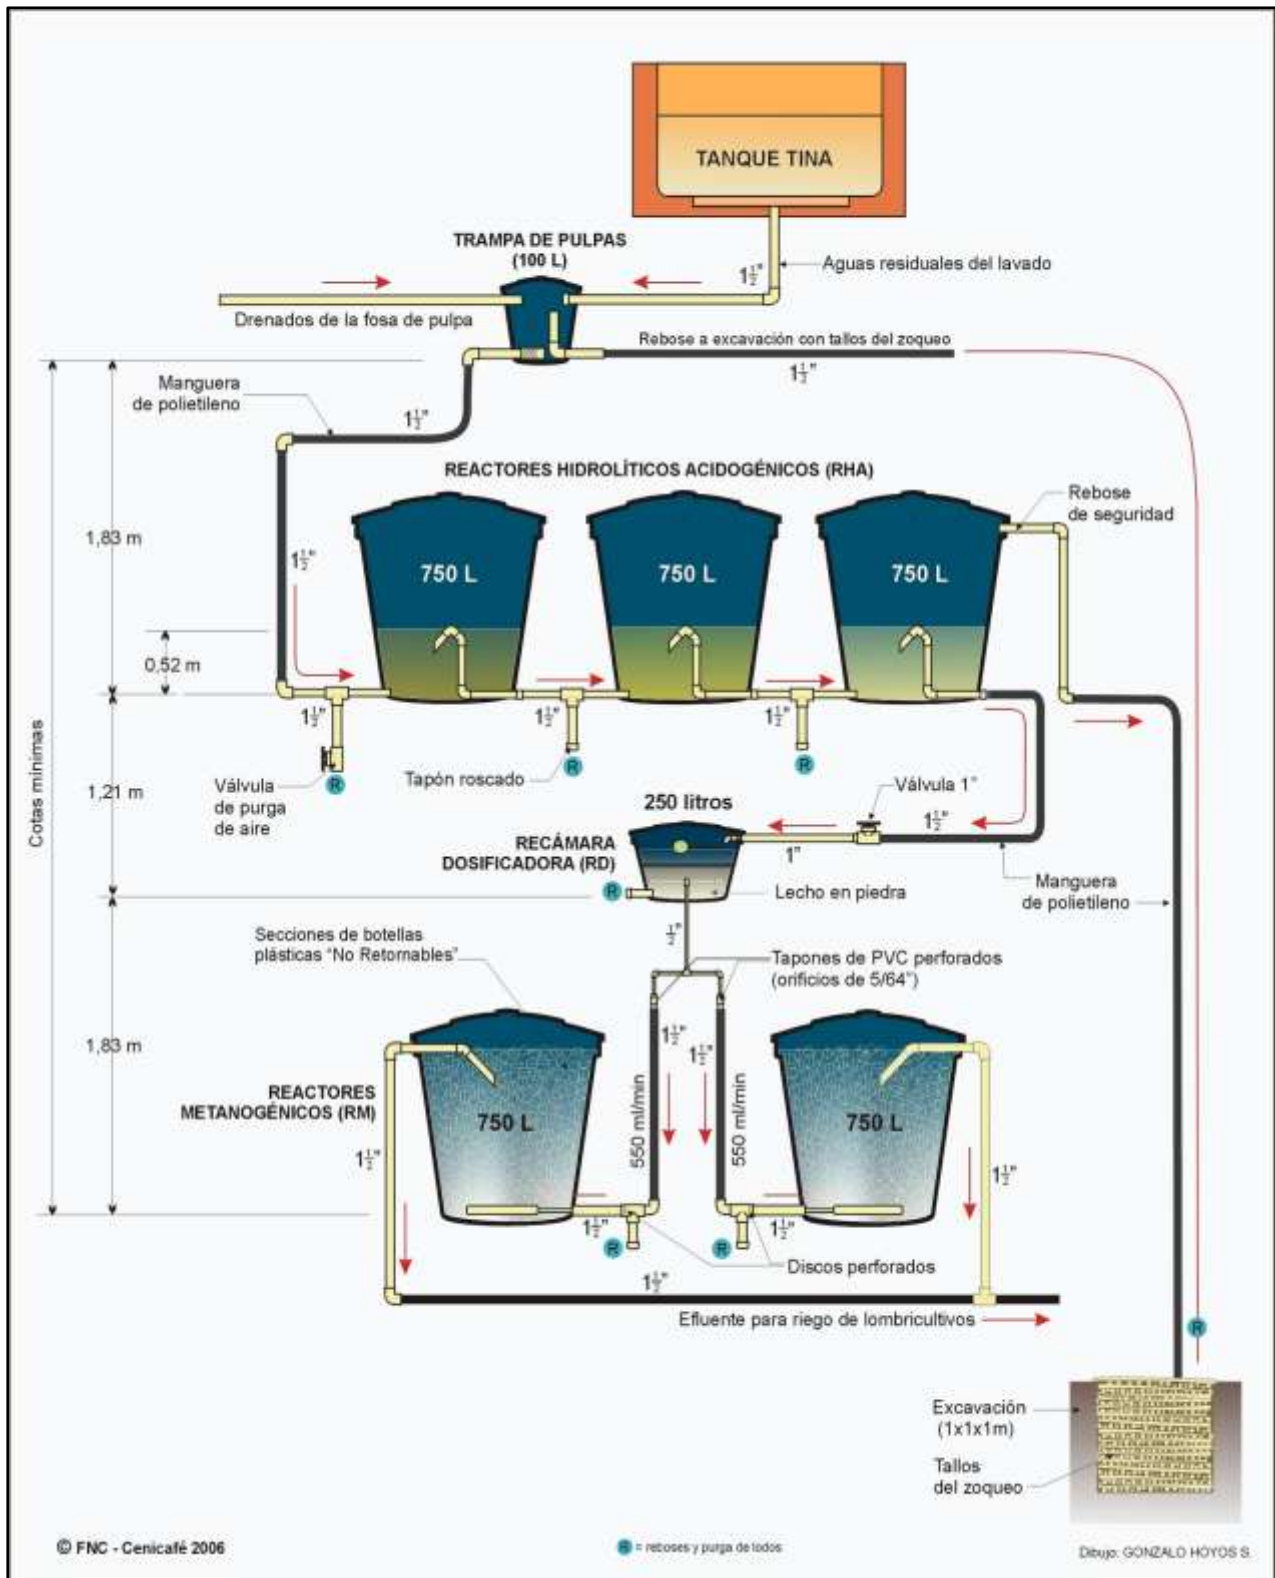 TANQUE TINA
TRAMPA DE PULPAS
(100 L)
1½"
Aguas residuales del lavado
Drenados de la fosa de pulpa
Rebose a excavación con tallos del zoqueo
1½"
Manguera
de polietileno
1½"
REACTORES HIDROLÍTICOS ACIDOGÉNICOS (RHA)
Rebose
de seguridad
1,83 m
1½"
750 L
750 L
750 L
0,52 m
1½"
1½"
1½"
Cotas mínimas
1,21 m
Válvula
de purga
de aire
R
Tapón roscado
R
R
250 litros
Válvula 1"
1½"
1"
RECÁMARA
DOSIFICADORA (RD)
R
Lecho en piedra
Manguera
de polietileno
½"
Secciones de botellas
plásticas “No Retornables”
Tapones de PVC perforados
(orificios de 5/64")
1,83 m
1½"
1½"
REACTORES
METANOGÉNICOS (RM)
750 L
550 ml/min
550 ml/min
750 L
1½"
1½"
1½"
1½"
R
R
Discos perforados
1½"
Efluente para riego de lombricultivos
R
Excavación
(1x1x1m)
Tallos
del zoqueo
© FNC - Cenicafé 2006
R = reboses y purga de lodos
Dibujo: GONZALO HOYOS S.